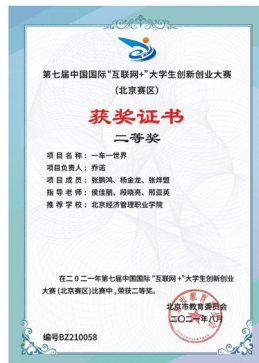 第七届中国国际“互联网+”大学生创新创业大赛
(北京赛区)
获奖证书
二等奖
项目名称：一车一世界
项目负责人：乔诺
项目成员：张鹏鸿、杨金龙、张烨盟
指导老师：侯佳丽、段晓亮、邢亚英
推荐学校：北京经济管理职业学院
在二0二一年第七届中国国际“互联网+”大学生创新创业
大赛(北京赛区)比赛中,荣获二等奖。
北京市教育委员会
二〇二一年八月
编号BZ210058